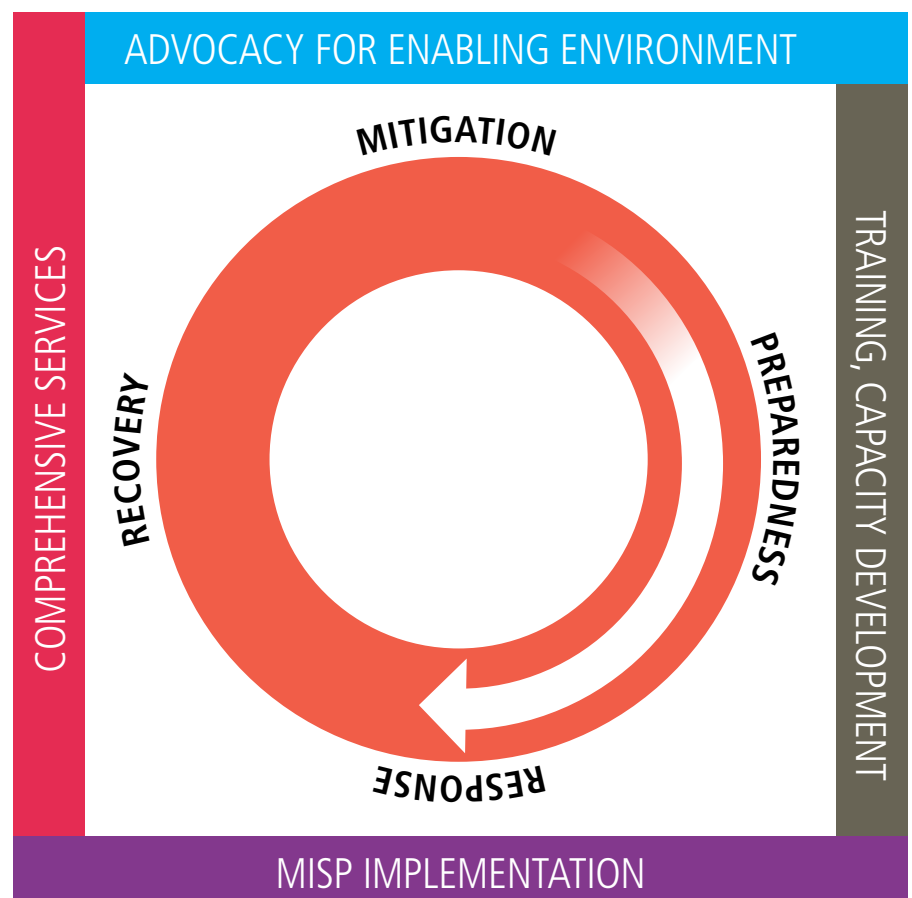 ADVOCACY FOR ENABLING ENVIRONMENT
MITIGATION
PREPAREDNESS
TRAINING, CAPACITY DEVELOPMENT
RESPONSE
MISP IMPLEMENTATION
RECOVERY
COMPREHENSIVE SERVICES